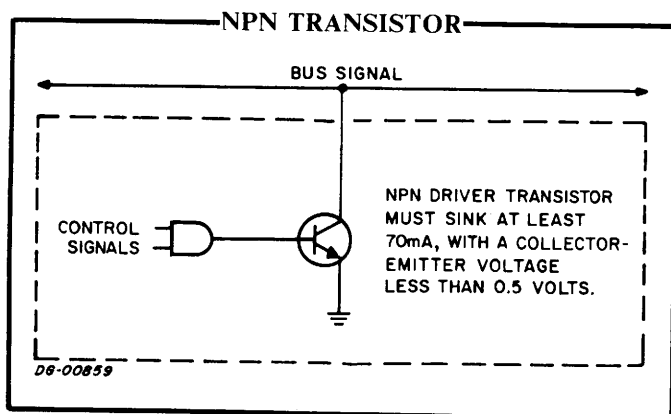 NPN TRANSISTOR
BUS SIGNAL
CONTROL
SIGNALS
NPN DRIVER TRANSISTOR
MUST SINK AT LEAST
70mA, WITH A COLLECTOR-
EMITTER VOLTAGE
LESS THAN 0.5 VOLTS.
DG-00859